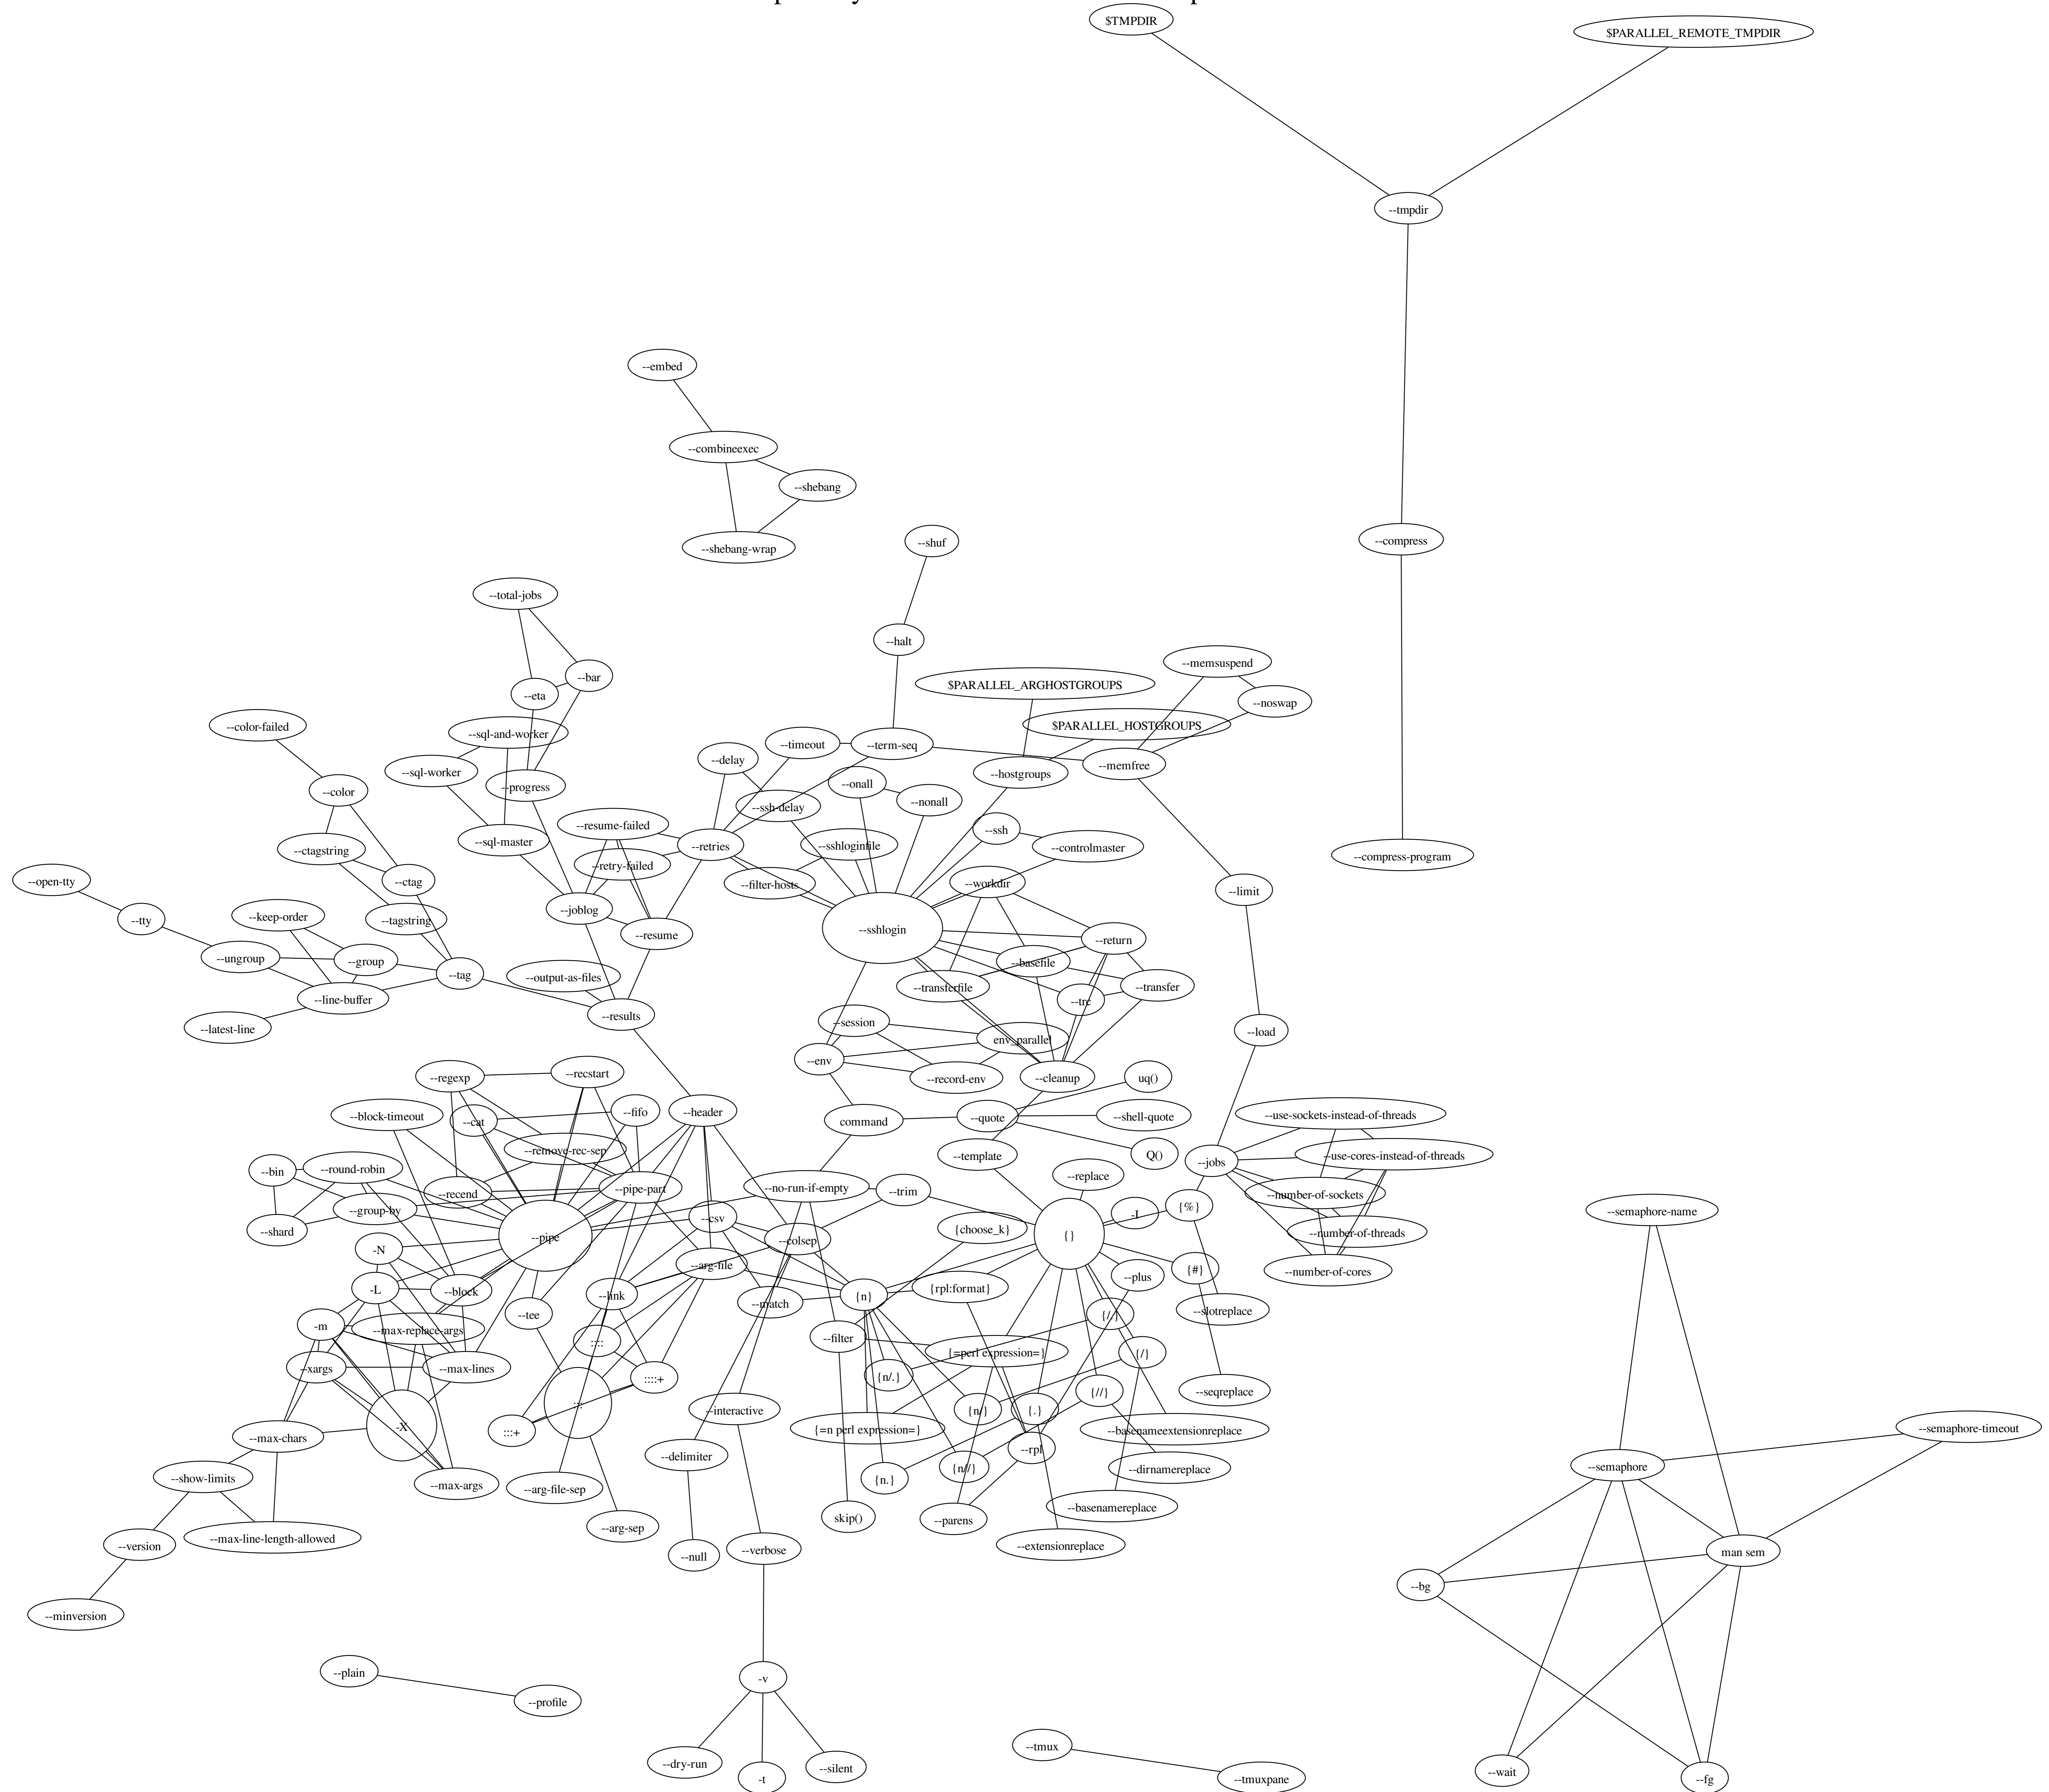 $TMPDIR
$PARALLEL_REMOTE_TMPDIR
--tmpdir
--embed
--combineexec
--shebang
--shebang-wrap
--shuf
--compress
--total-jobs
--halt
--bar
--memsuspend
--eta
$PARALLEL_ARGHOSTGROUPS
--noswap
--color-failed
--sql-and-worker
$PARALLEL_HOSTGROUPS
--timeout
--term-seq
--delay
--memfree
--sql-worker
--hostgroups
--progress
--onall
--color
--nonall
--ssh-delay
--resume-failed
--ssh
--sql-master
--retries
--sshloginfile
--controlmaster
--ctagstring
--compress-program
--retry-failed
--open-tty
--ctag
--filter-hosts
--workdir
--limit
--joblog
--keep-order
--tty
--tagstring
--sshlogin
--resume
--return
--ungroup
--group
--basefile
--tag
--output-as-files
--transferfile
--transfer
--line-buffer
--trc
--results
--session
--latest-line
--load
env_parallel
--env
--record-env
--cleanup
uq()
--regexp
--recstart
--fifo
--header
--block-timeout
--cat
command
--quote
--shell-quote
--use-sockets-instead-of-threads
--remove-rec-sep
--template
Q()
--use-cores-instead-of-threads
--bin
--round-robin
--jobs
--replace
--recend
--pipe-part
--no-run-if-empty
--trim
--number-of-sockets
--group-by
{%}
-I
--semaphore-name
--csv
--shard
{choose_k}
--pipe
--colsep
{}
--number-of-threads
-N
--arg-file
{#}
--number-of-cores
--plus
-L
--block
--link
{n}
{rpl:format}
--match
--tee
{/.}
--slotreplace
-m
--max-replace-args
::::
--filter
{=perl expression=}
{/}
--xargs
--max-lines
{n/.}
::::+
{//}
--seqreplace
:::
--interactive
{n/}
{.}
-X
:::+
{=n perl expression=}
--basenameextensionreplace
--semaphore-timeout
--max-chars
--rpl
--delimiter
{n//}
--dirnamereplace
--semaphore
--show-limits
{n.}
--max-args
--arg-file-sep
--basenamereplace
skip()
--parens
--arg-sep
--max-line-length-allowed
--version
--extensionreplace
--verbose
man sem
--null
--bg
--minversion
--plain
-v
--profile
--tmux
--dry-run
--silent
--wait
-t
--tmuxpane
--fg